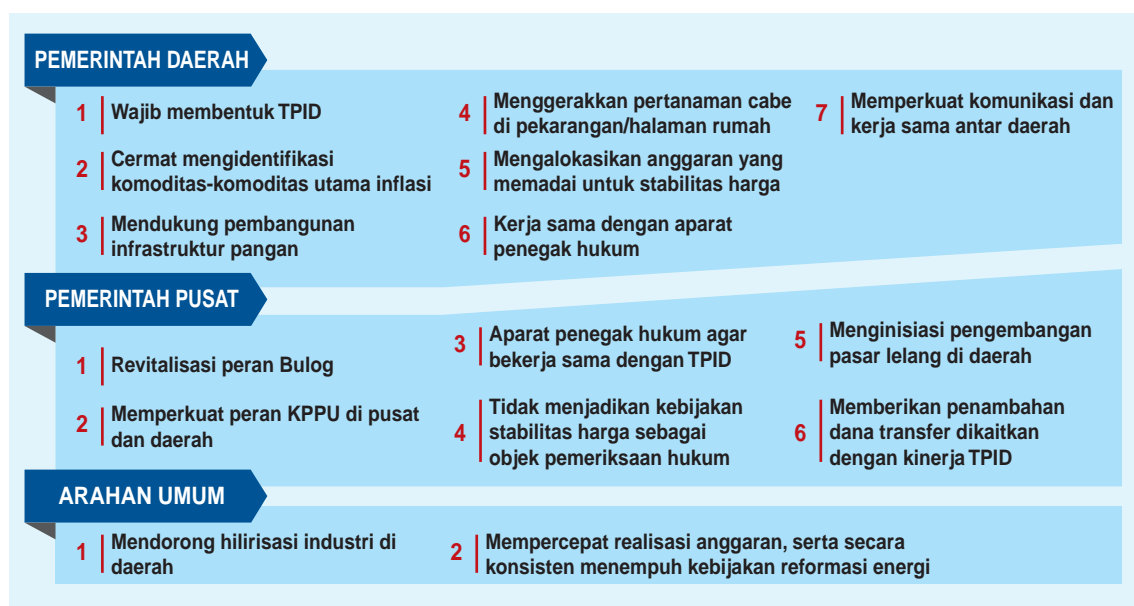 PEMERINTAH DAERAH
1
Wajib membentuk TPID
2
Cermat mengidentifikasi
komoditas-komoditas utama inflasi
3
Mendukung pembangunan
infrastruktur pangan
4
Menggerakkan pertanaman cabe
di pekarangan/halaman rumah
5
Mengalokasikan anggaran yang
memadai untuk stabilitas harga
6
Kerja sama dengan aparat
penegak hukum
7
Memperkuat komunikasi dan
kerja sama antar daerah
PEMERINTAH PUSAT
1
Revitalisasi peran Bulog
2
Memperkuat peran KPPU di pusat
dan daerah
3
Aparat penegak hukum agar
bekerja sama dengan TPID
4
Tidak menjadikan kebijakan
stabilitas harga sebagai
objek pemeriksaan hukum
5
Menginisiasi pengembangan
pasar lelang di daerah
6
Memberikan penambahan
dana transfer dikaitkan
dengan kinerja TPID
ARAHAN UMUM
1
Mendorong hilirisasi industri di
daerah
2
Mempercepat realisasi anggaran, serta secara
konsisten menempuh kebijakan reformasi energi